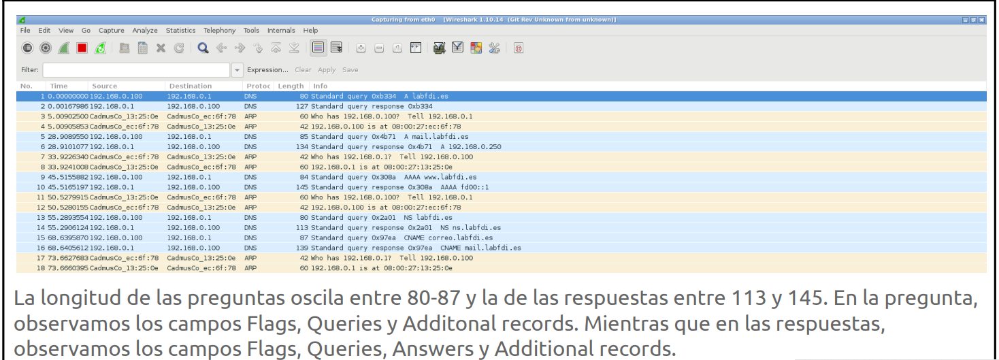 Capturing from eth0 [Wireshark 1.10.14 (Git Rev Unknown from unknown)]
File Edit View Go Capture Analyze Statistics Telephony Tools Internals Help
Filter: Expression... Clear Apply Save
No. Time Source Destination Protoc Length Info
1 0.00000000 192.168.0.100 192.168.0.1 DNS 80 Standard query 0xb334 A labfdi.es
2 0.00167986 192.168.0.1 192.168.0.100 DNS 127 Standard query response 0xb334
3 5.00902500 CadmusCo_13:25:0e CadmusCo_ec:6f:78 ARP 60 Who has 192.168.0.100? Tell 192.168.0.1
4 5.00905853 CadmusCo_ec:6f:78 CadmusCo_13:25:0e ARP 42 192.168.0.100 is at 08:00:27:ec:6f:78
5 28.9089550 192.168.0.100 192.168.0.1 DNS 85 Standard query 0x4b71 A mail.labfdi.es
6 28.9101077 192.168.0.1 192.168.0.100 DNS 134 Standard query response 0x4b71 A 192.168.0.250
7 33.9226340 CadmusCo_ec:6f:78 CadmusCo_13:25:0e ARP 42 Who has 192.168.0.1? Tell 192.168.0.100
8 33.9241008 CadmusCo_13:25:0e CadmusCo_ec:6f:78 ARP 60 192.168.0.1 is at 08:00:27:13:25:0e
9 45.5155882 192.168.0.100 192.168.0.1 DNS 84 Standard query 0x308a AAAA www.labfdi.es
10 45.5165197 192.168.0.1 192.168.0.100 DNS 145 Standard query response 0x308a AAAA fd00::1
11 50.5279915 CadmusCo_13:25:0e CadmusCo_ec:6f:78 ARP 60 Who has 192.168.0.100? Tell 192.168.0.1
12 50.5280155 CadmusCo_ec:6f:78 CadmusCo_13:25:0e ARP 42 192.168.0.100 is at 08:00:27:ec:6f:78
13 55.2893554 192.168.0.100 192.168.0.1 DNS 80 Standard query 0x2a01 NS labfdi.es
14 55.2906124 192.168.0.1 192.168.0.100 DNS 113 Standard query response 0x2a01 NS ns.labfdi.es
15 68.6395870 192.168.0.100 192.168.0.1 DNS 87 Standard query 0x97ea CNAME correo.labfdi.es
16 68.6405612 192.168.0.1 192.168.0.100 DNS 139 Standard query response 0x97ea CNAME mail.labfdi.es
17 73.6627683 CadmusCo_ec:6f:78 CadmusCo_13:25:0e ARP 42 Who has 192.168.0.1? Tell 192.168.0.100
18 73.6660395 CadmusCo_13:25:0e CadmusCo_ec:6f:78 ARP 60 192.168.0.1 is at 08:00:27:13:25:0e
La longitud de las preguntas oscila entre 80-87 y la de las respuestas entre 113 y 145. En la pregunta,
observamos los campos Flags, Queries y Additonal records. Mientras que en las respuestas,
observamos los campos Flags, Queries, Answers y Additional records.